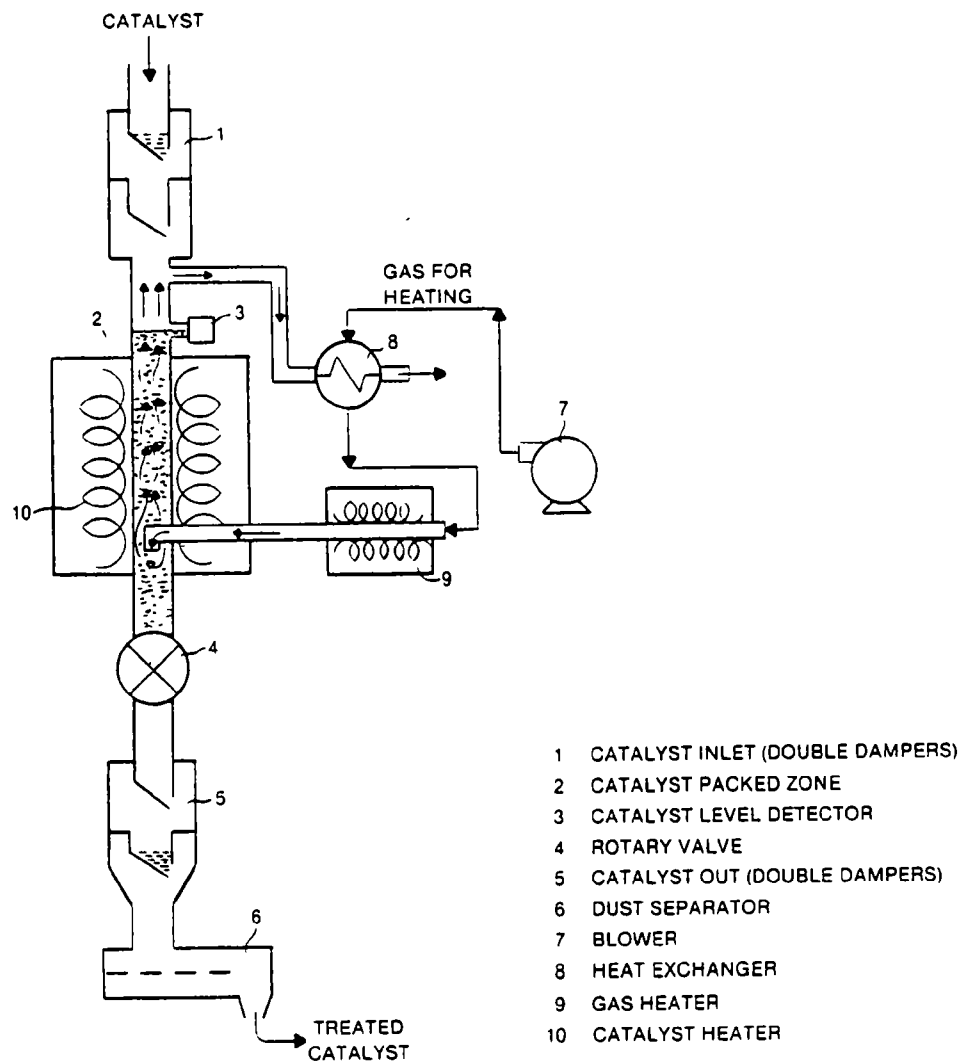 CATALYST
1
GAS FOR
HEATING
2
3
8
7
10
9
4
5
6
TREATED
CATALYST
1 CATALYST INLET (DOUBLE DAMPERS)
2 CATALYST PACKED ZONE
3 CATALYST LEVEL DETECTOR
4 ROTARY VALVE
5 CATALYST OUT (DOUBLE DAMPERS)
6 DUST SEPARATOR
7 BLOWER
8 HEAT EXCHANGER
9 GAS HEATER
10 CATALYST HEATER